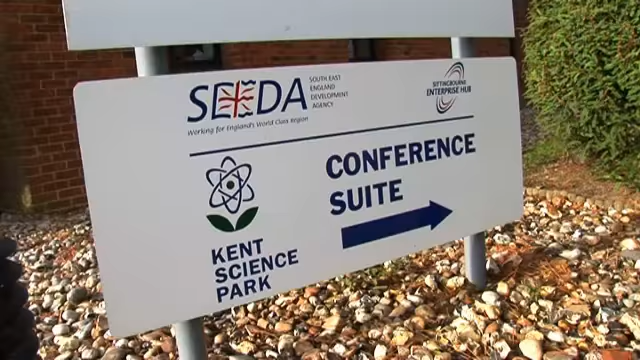 SEEDA
SOUTH EAST
ENGLAND
DEVELOPMENT
AGENCY
Working for England's World Class Region
SITTINGBOURNE
ENTERPRISE HUB
CONFERENCE
SUITE
KENT
SCIENCE
PARK